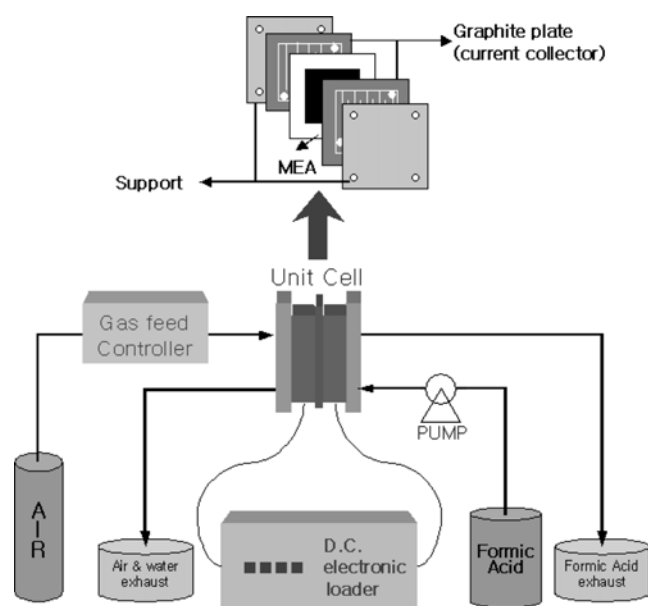 Graphite plate
(current collector)
MEA
Support
Unit Cell
Gas feed
Controller
PUMP
AIR
Air & water
exhaust
D.C.
electronic
loader
Formic
Acid
Formic Acid
exhaust